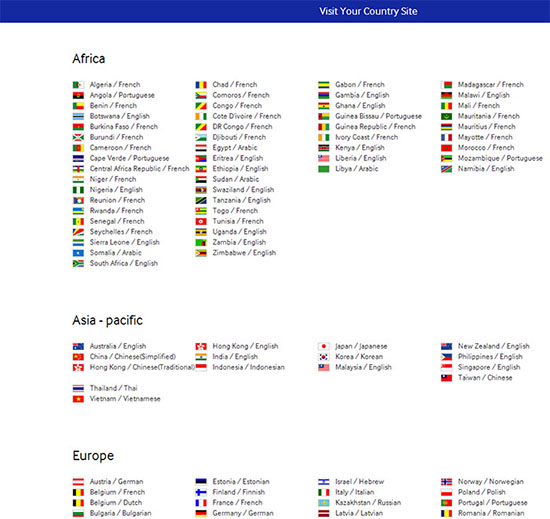 Visit Your Country Site
Africa
Algeria / French
Angola / Portuguese
Benin / French
Botswana / English
Burkina Faso / French
Burundi / French
Cameroon / French
Cape Verde / Portuguese
Central Africa Republic / French
Niger / French
Nigeria / English
Reunion / French
Rwanda / French
Senegal / French
Seychelles / French
Sierra Leone / English
Somalia / Arabic
South Africa / English
Chad / French
Comoros / French
Congo / French
Cote D'ivoire / French
DR Congo / French
Djibouti / French
Egypt / Arabic
Eritrea / English
Ethiopia / English
Sudan / Arabic
Swaziland / English
Tanzania / English
Togo / French
Tunisia / French
Uganda / English
Zambia / English
Zimbabwe / English
Gabon / French
Gambia / English
Ghana / English
Guinea Bissau / Portuguese
Guinea Republic / French
Ivory Coast / French
Kenya / English
Liberia / English
Libya / Arabic
Madagascar / French
Malawi / English
Mali / French
Mauritania / French
Mauritius / French
Mayotte / French
Morocco / French
Mozambique / Portuguese
Namibia / English
Asia - pacific
Australia / English
China / Chinese(Simplified)
Hong Kong / Chinese(Traditional)
Thailand / Thai
Vietnam / Vietnamese
Hong Kong / English
India / English
Indonesia / Indonesian
Japan / Japanese
Korea / Korean
Malaysia / English
New Zealand / English
Philippines / English
Singapore / English
Taiwan / Chinese
Europe
Austria / German
Belgium / French
Belgium / Dutch
Bulgaria / Bulgarian
Estonia / Estonian
Finland / Finnish
France / French
Germany / German
Israel / Hebrew
Italy / Italian
Kazakhstan / Russian
Latvia / Latvian
Norway / Norwegian
Poland / Polish
Portugal / Portuguese
Romania / Romanian